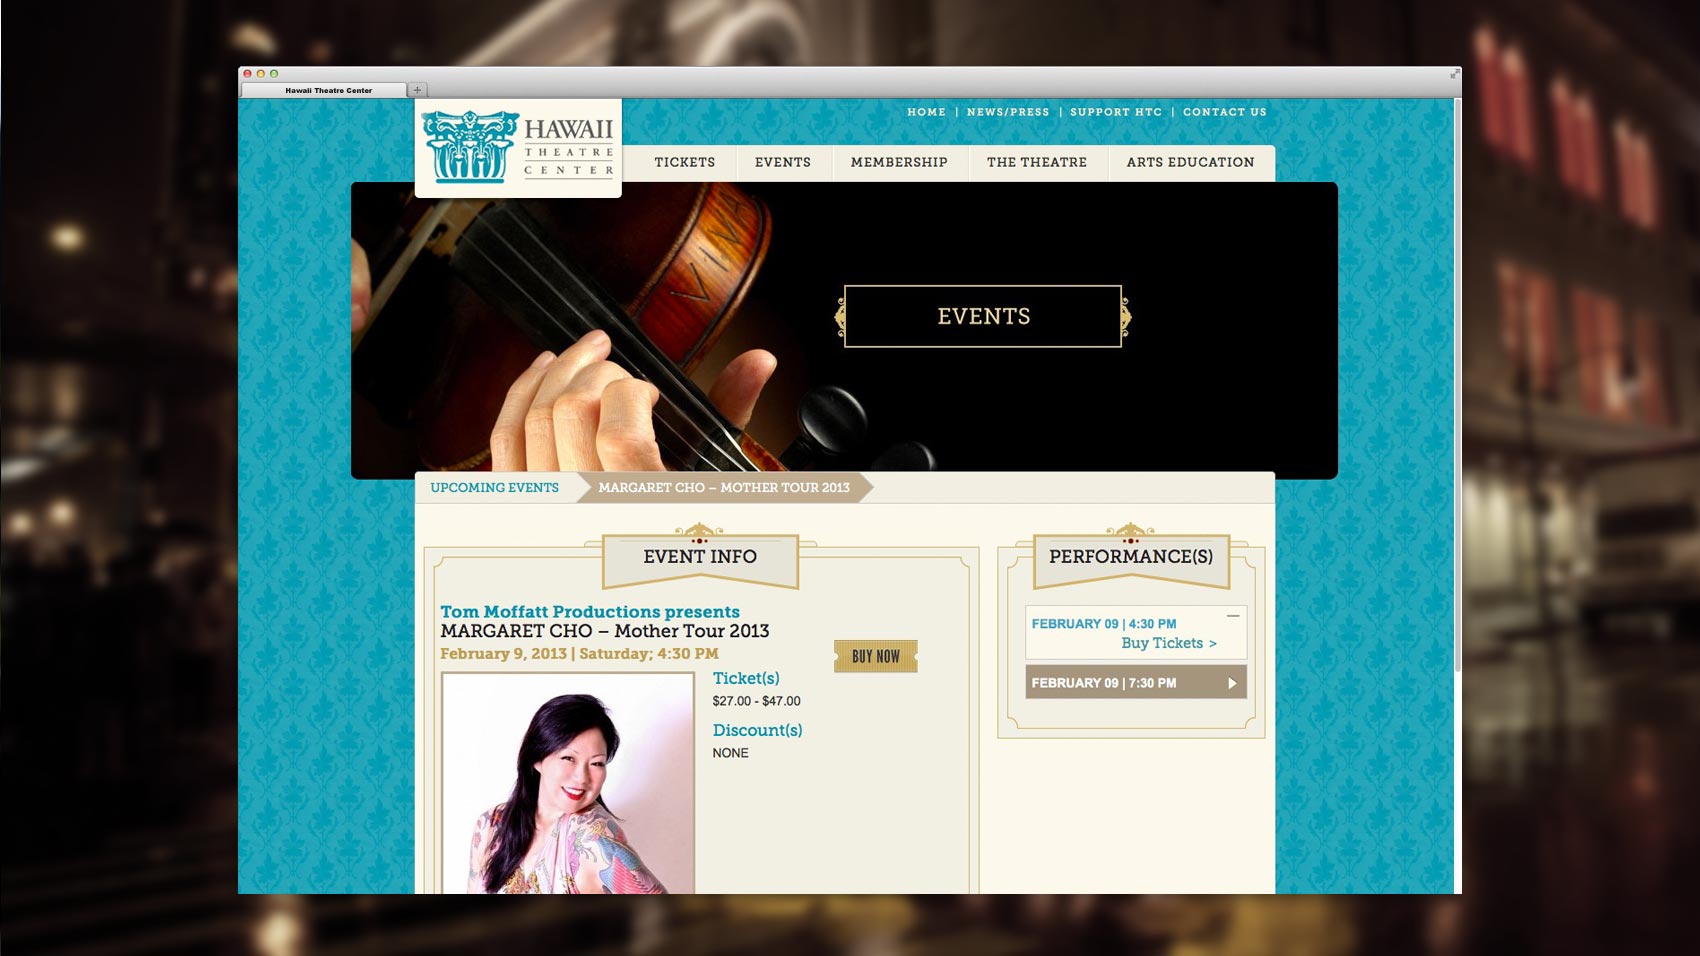 Hawaii Theatre Center
HAWAII
THEATRE
CENTER
HOME | NEWS/PRESS | SUPPORT HTC | CONTACT US
TICKETS EVENTS MEMBERSHIP THE THEATRE ARTS EDUCATION
VIVA
EVENTS
UPCOMING EVENTS MARGARET CHO – MOTHER TOUR 2013
EVENT INFO
Tom Moffatt Productions presents
MARGARET CHO – Mother Tour 2013
February 9, 2013 | Saturday; 4:30 PM
BUY NOW
Ticket(s)
$27.00 - $47.00
Discount(s)
NONE
PERFORMANCE(S)
FEBRUARY 09 | 4:30 PM
Buy Tickets >
FEBRUARY 09 | 7:30 PM